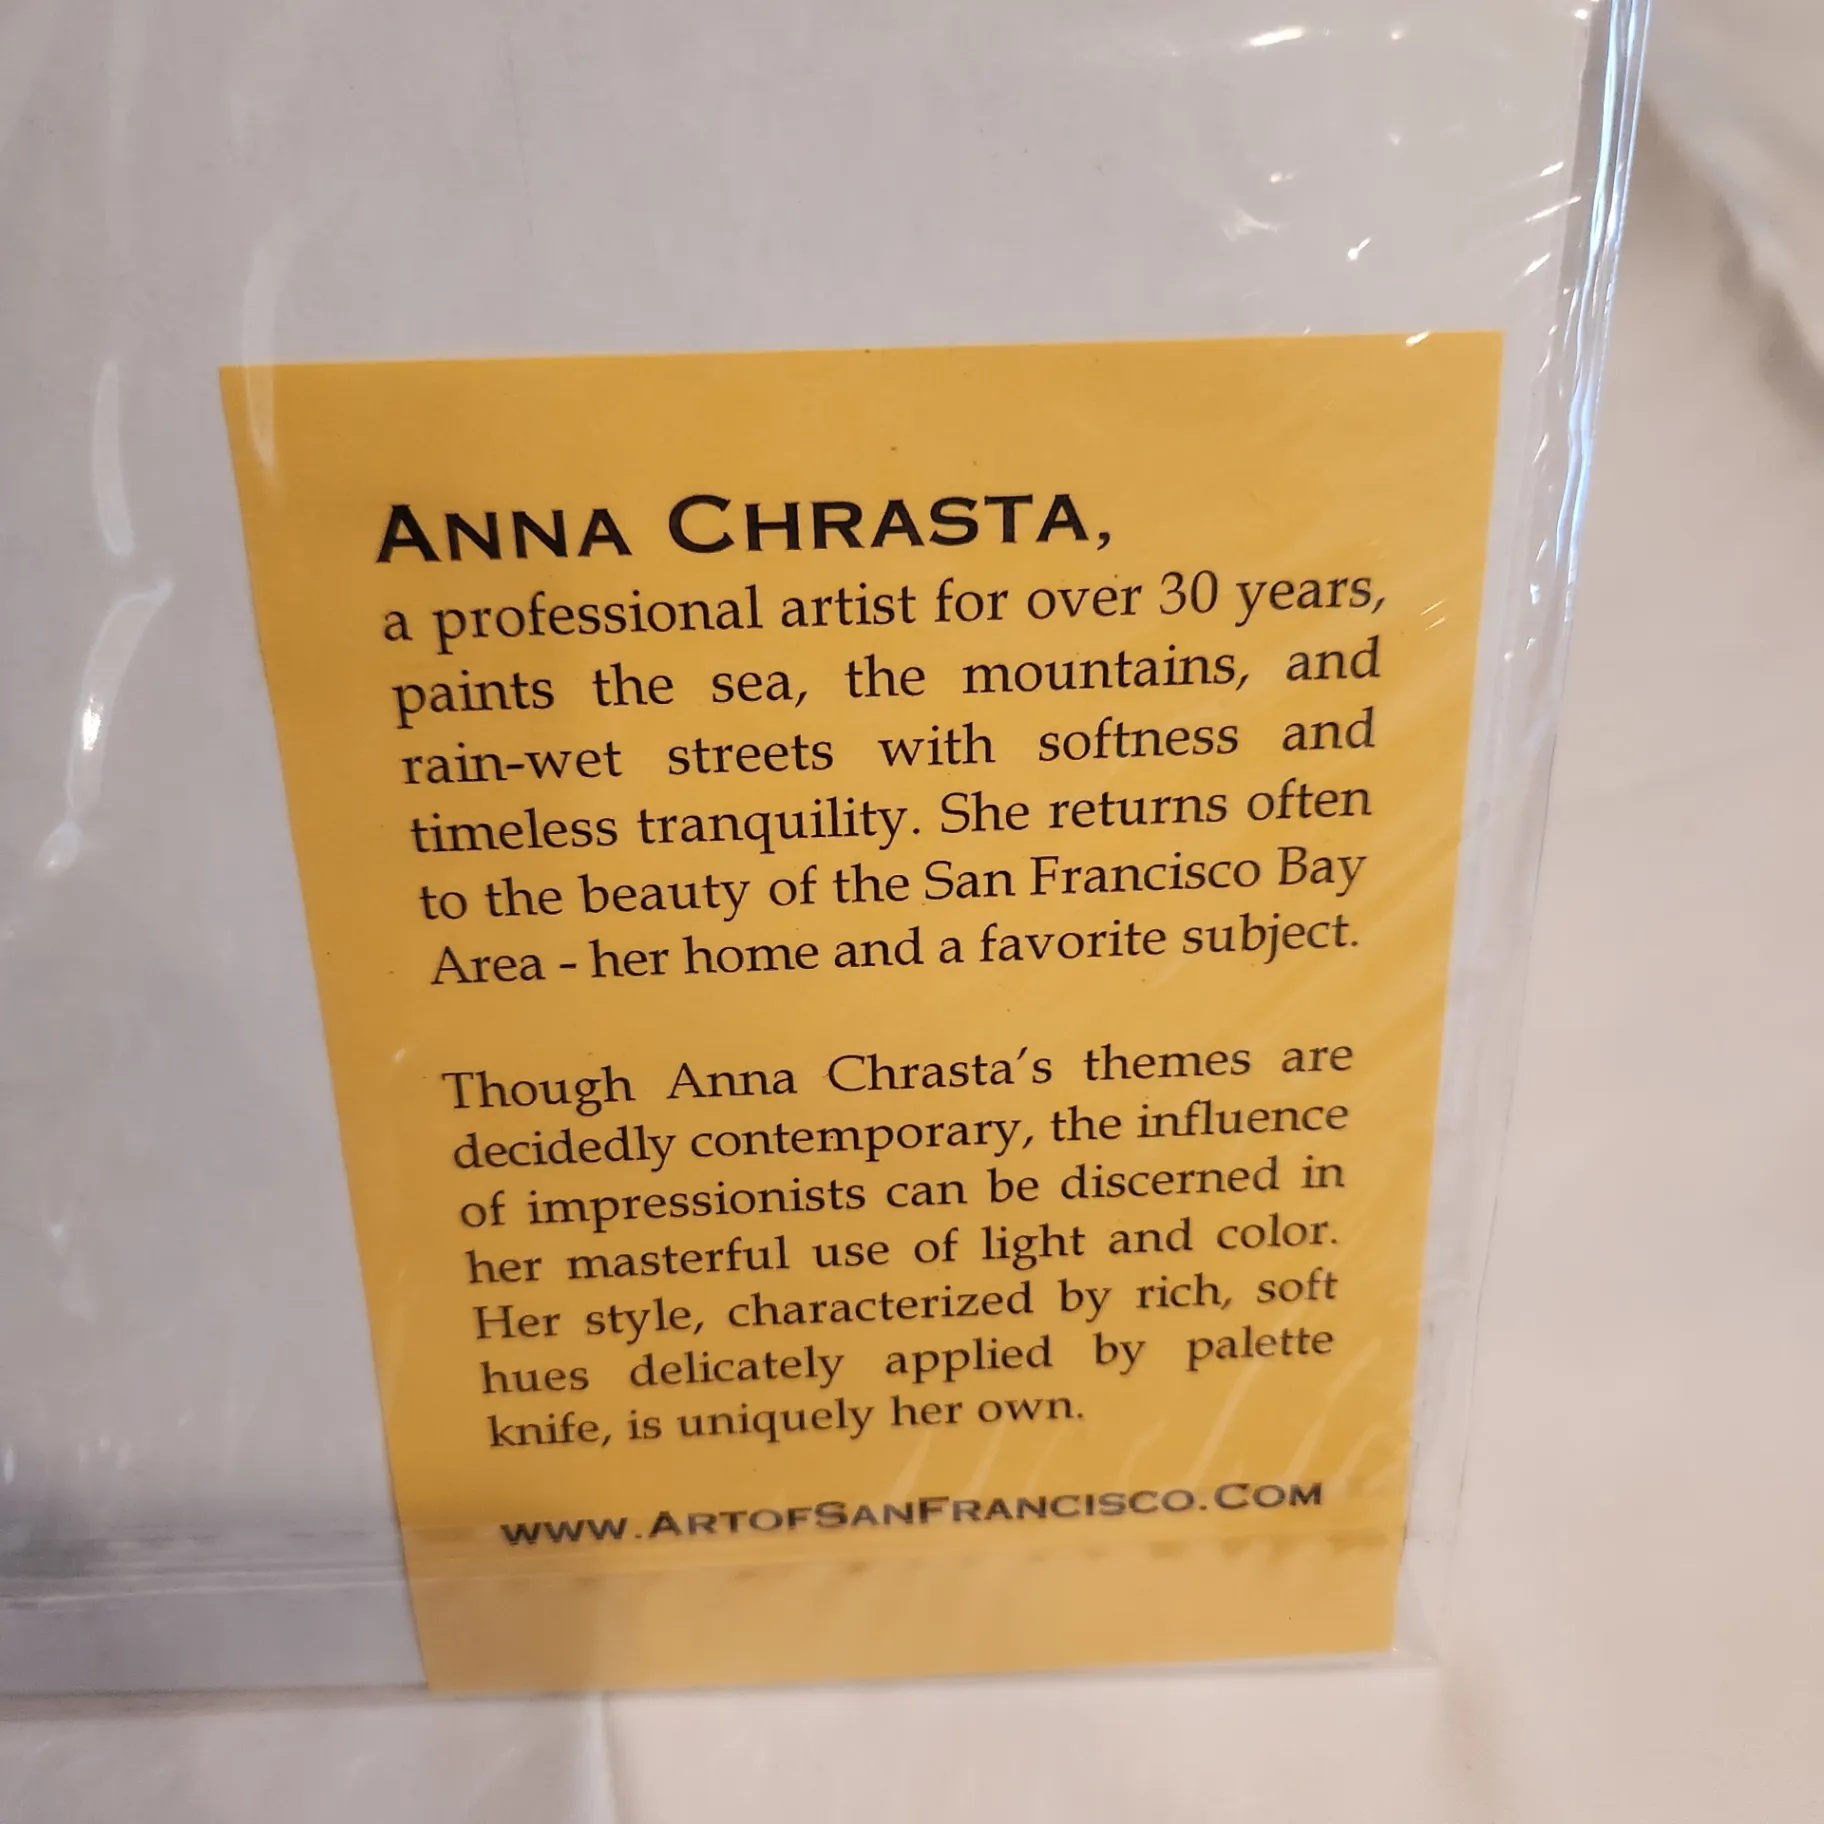 ANNA CHRASTA,
a professional artist for over 30 years,
paints the sea, the mountains, and
rain-wet streets with softness and
timeless tranquility. She returns often
to the beauty of the San Francisco Bay
Area - her home and a favorite subject.
Though Anna Chrasta's themes are
decidedly contemporary, the influence
of impressionists can be discerned in
her masterful use of light and color.
Her style, characterized by rich, soft
hues delicately applied by palette
knife, is uniquely her own.
WWW.ARTOFSANFRANCISCO.COM